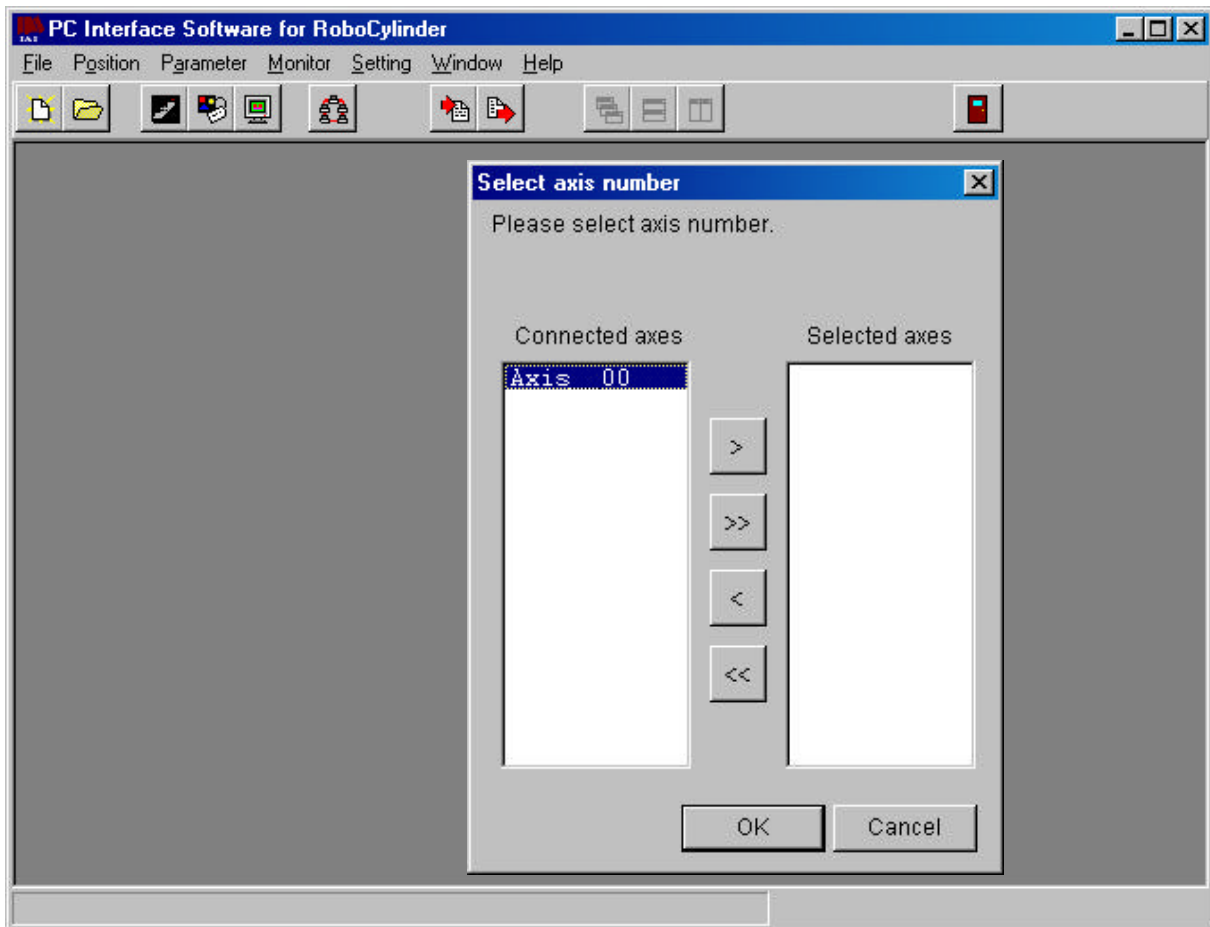 IAI PC Interface Software for RoboCylinder
File Position Parameter Monitor Setting Window Help
Select axis number
Please select axis number.
Connected axes Selected axes
Axis 00
>
>>
<
<<
OK Cancel